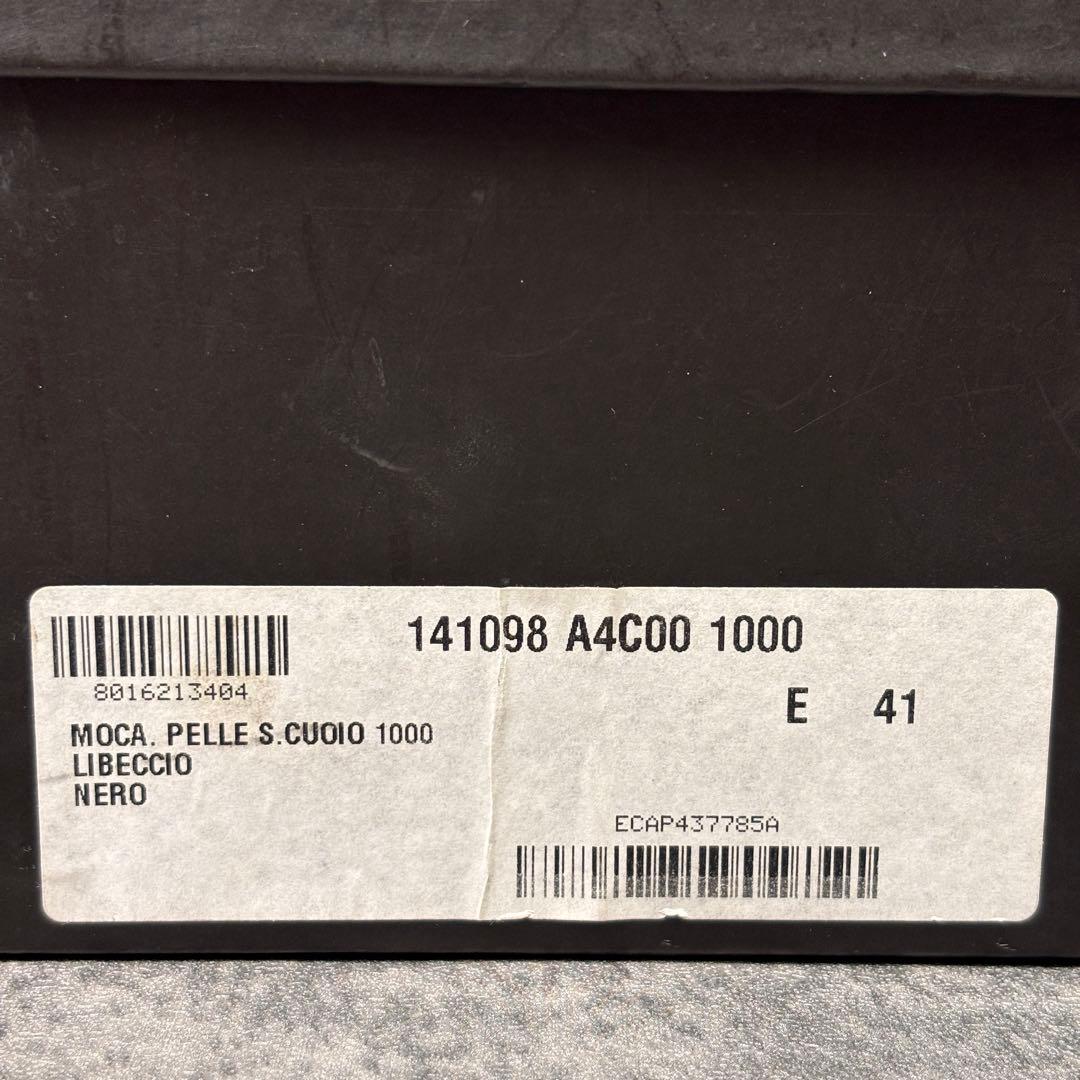 141098 A4C00 1000
8016213404
E 41
MOCA. PELLE S.CUOIO 1000
LIBECCIO
NERO
ECAP437785A